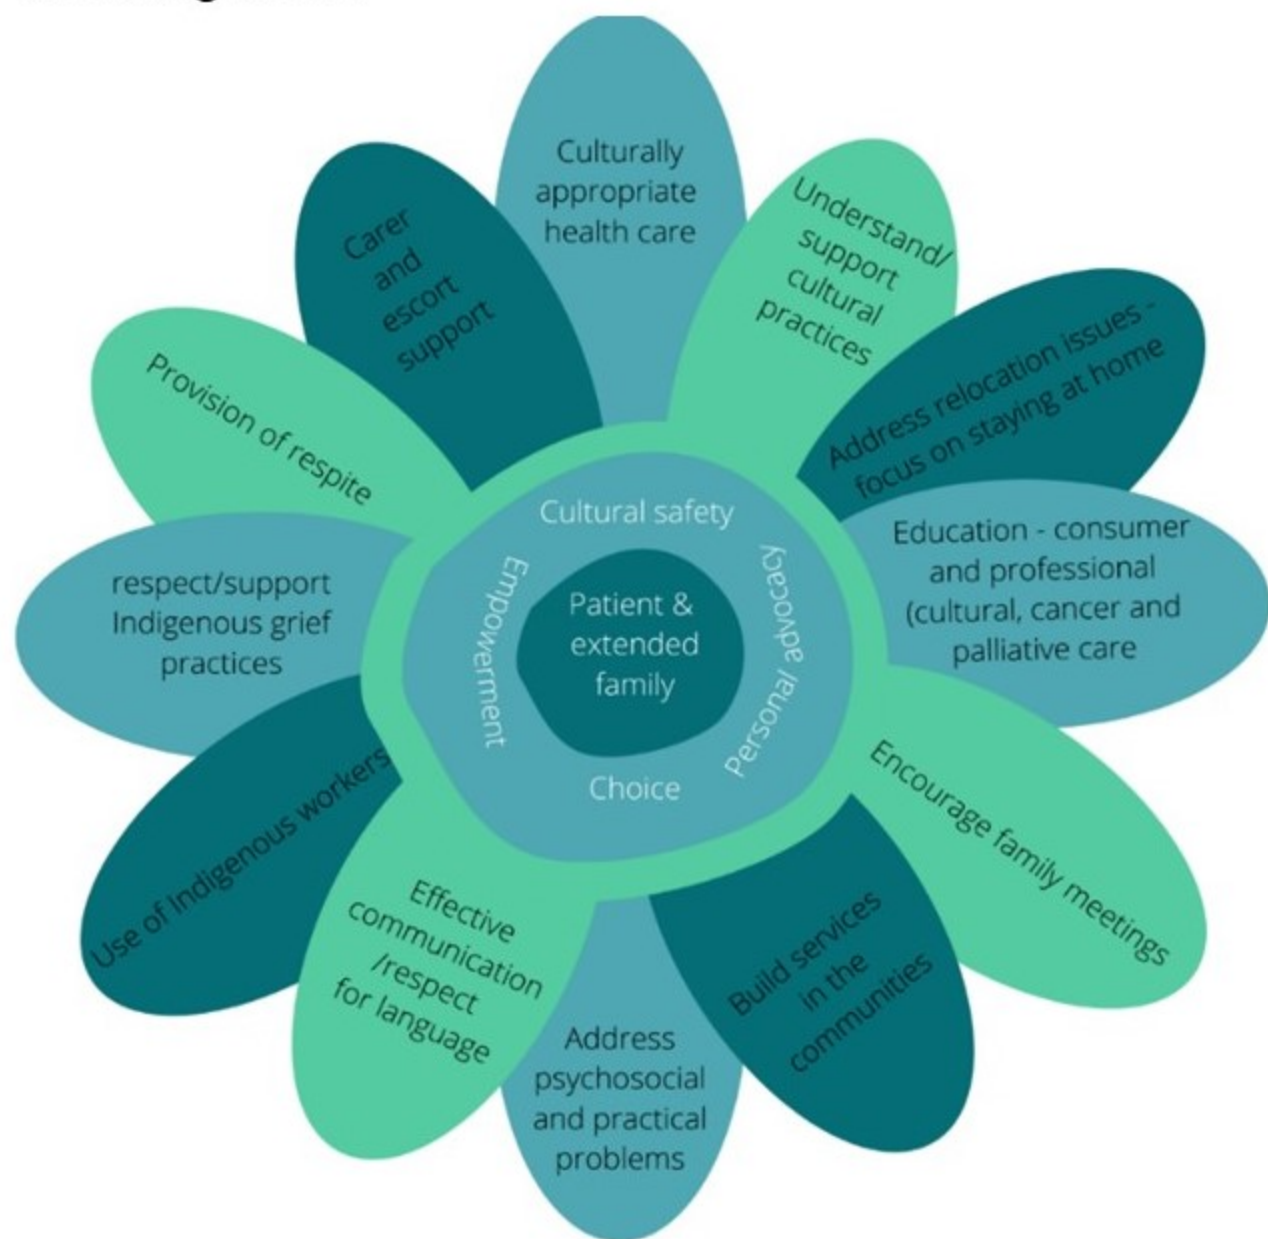 Culturally
appropriate
health care
Understand/
support
cultural
practices
Address relocation issues -
focus on staying at home
Education - consumer
and professional
(cultural, cancer and
palliative care
Encourage family meetings
Build services
in the
communities
Address
psychosocial
and practical
problems
Effective
communication
/respect
for language
Use of Indigenous workers
respect/support
Indigenous grief
practices
Provision of respite
Carer
and
escort
support
Cultural safety
Personal advocacy
Choice
Empowerment
Patient &
extended
family